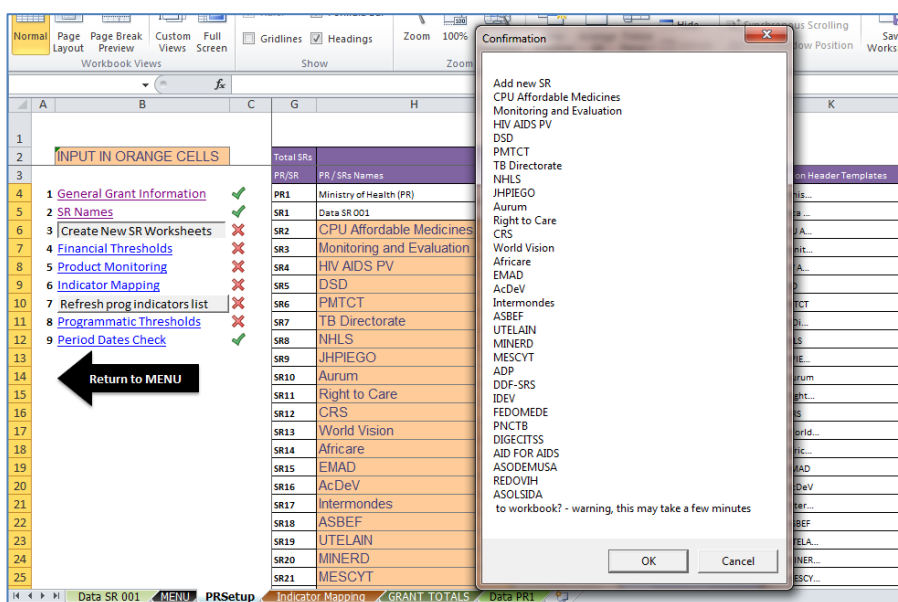 Normal Page Layout Page Break Preview Custom Views Full Screen
Workbook Views
Gridlines Headings
Show
Zoom 100%
Zoom
Hide
Synchronous Scrolling
Window Position
fx
A B C G H K
1
2 INPUT IN ORANGE CELLS Total SRs
3 PR/SR PR / SRs Names on Header Templates
4 1 General Grant Information PR1 Ministry of Health (PR)
5 2 SR Names SR1 Data SR 001
6 3 Create New SR Worksheets SR2 CPU Affordable Medicines
7 4 Financial Thresholds SR3 Monitoring and Evaluation
8 5 Product Monitoring SR4 HIV AIDS PV
9 6 Indicator Mapping SR5 DSD
10 7 Refresh prog indicators list SR6 PMTCT
11 8 Programmatic Thresholds SR7 TB Directorate
12 9 Period Dates Check SR8 NHLS
13 SR9 JHPIEGO
14 Return to MENU SR10 Aurum
15 SR11 Right to Care
16 SR12 CRS
17 SR13 World Vision
18 SR14 Africare
19 SR15 EMAD
20 SR16 AcDeV
21 SR17 Intermondes
22 SR18 ASBEF
23 SR19 UTELAIN
24 SR20 MINERD
25 SR21 MESCYT
Data SR 001 MENU PRSetup Indicator Mapping GRANT TOTALS Data PR1
Confirmation
Add new SR
CPU Affordable Medicines
Monitoring and Evaluation
HIV AIDS PV
DSD
PMTCT
TB Directorate
NHLS
JHPIEGO
Aurum
Right to Care
CRS
World Vision
Africare
EMAD
AcDeV
Intermondes
ASBEF
UTELAIN
MINERD
MESCYT
ADP
DDF-SRS
IDEV
FEDOMEDE
PNCTB
DIGECITSS
AID FOR AIDS
ASODEMUSA
REDOVIH
ASOLSIDA
to workbook? - warning, this may take a few minutes
OK Cancel